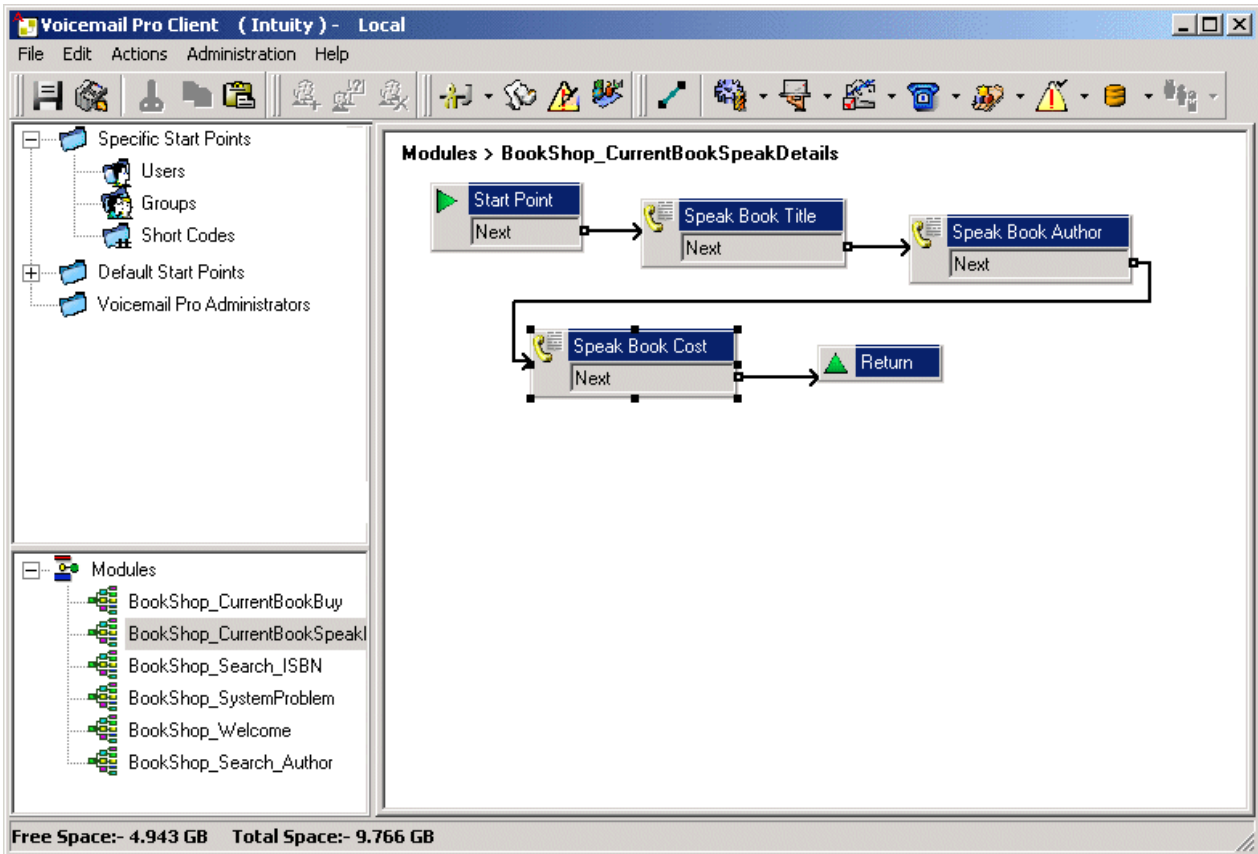 Voicemail Pro Client (Intuity) - Local
File Edit Actions Administration Help
Specific Start Points
Users
Groups
Short Codes
Default Start Points
Voicemail Pro Administrators
Modules
BookShop_CurrentBookBuy
BookShop_CurrentBookSpeakI
BookShop_Search_ISBN
BookShop_SystemProblem
BookShop_Welcome
BookShop_Search_Author
Modules > BookShop_CurrentBookSpeakDetails
Start Point
Next
Speak Book Title
Next
Speak Book Author
Next
Speak Book Cost
Next
Return
Free Space:- 4.943 GB Total Space:- 9.766 GB